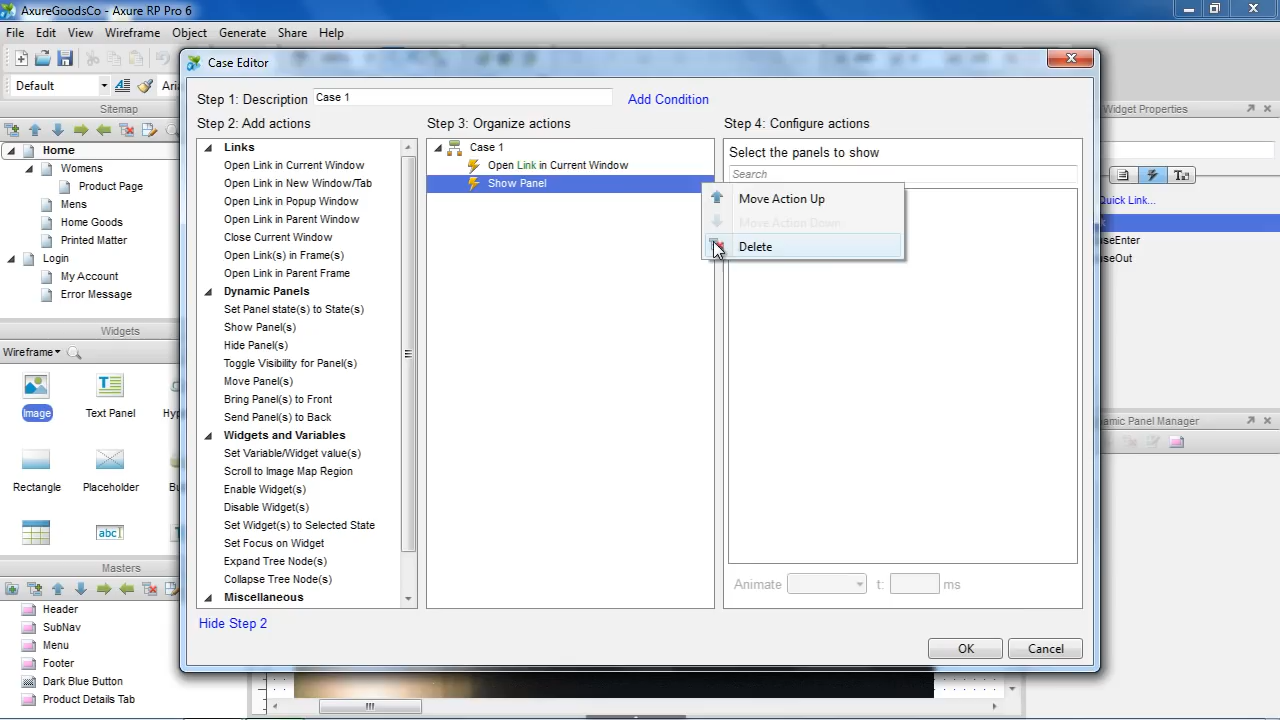 AxureGoodsCo - Axure RP Pro 6
File Edit View Wireframe Object Generate Share Help
Default
Sitemap
Home
Womens
Product Page
Mens
Home Goods
Printed Matter
Login
My Account
Error Message
Widgets
Wireframe
Image
Text Panel
Rectangle
Placeholder
abc
Masters
Header
SubNav
Menu
Footer
Dark Blue Button
Product Details Tab
Case Editor
Step 1: Description
Case 1
Add Condition
Step 2: Add actions
Links
Open Link in Current Window
Open Link in New Window/Tab
Open Link in Popup Window
Open Link in Parent Window
Close Current Window
Open Link(s) in Frame(s)
Open Link in Parent Frame
Dynamic Panels
Set Panel state(s) to State(s)
Show Panel(s)
Hide Panel(s)
Toggle Visibility for Panel(s)
Move Panel(s)
Bring Panel(s) to Front
Send Panel(s) to Back
Widgets and Variables
Set Variable/Widget value(s)
Scroll to Image Map Region
Enable Widget(s)
Disable Widget(s)
Set Widget(s) to Selected State
Set Focus on Widget
Expand Tree Node(s)
Collapse Tree Node(s)
Miscellaneous
Hide Step 2
Step 3: Organize actions
Case 1
Open Link in Current Window
Show Panel
Step 4: Configure actions
Select the panels to show
Search
Move Action Up
Move Action Down
Delete
Animate
t:
ms
OK
Cancel
Widget Properties
Quick Link...
seEnter
seOut
amic Panel Manager